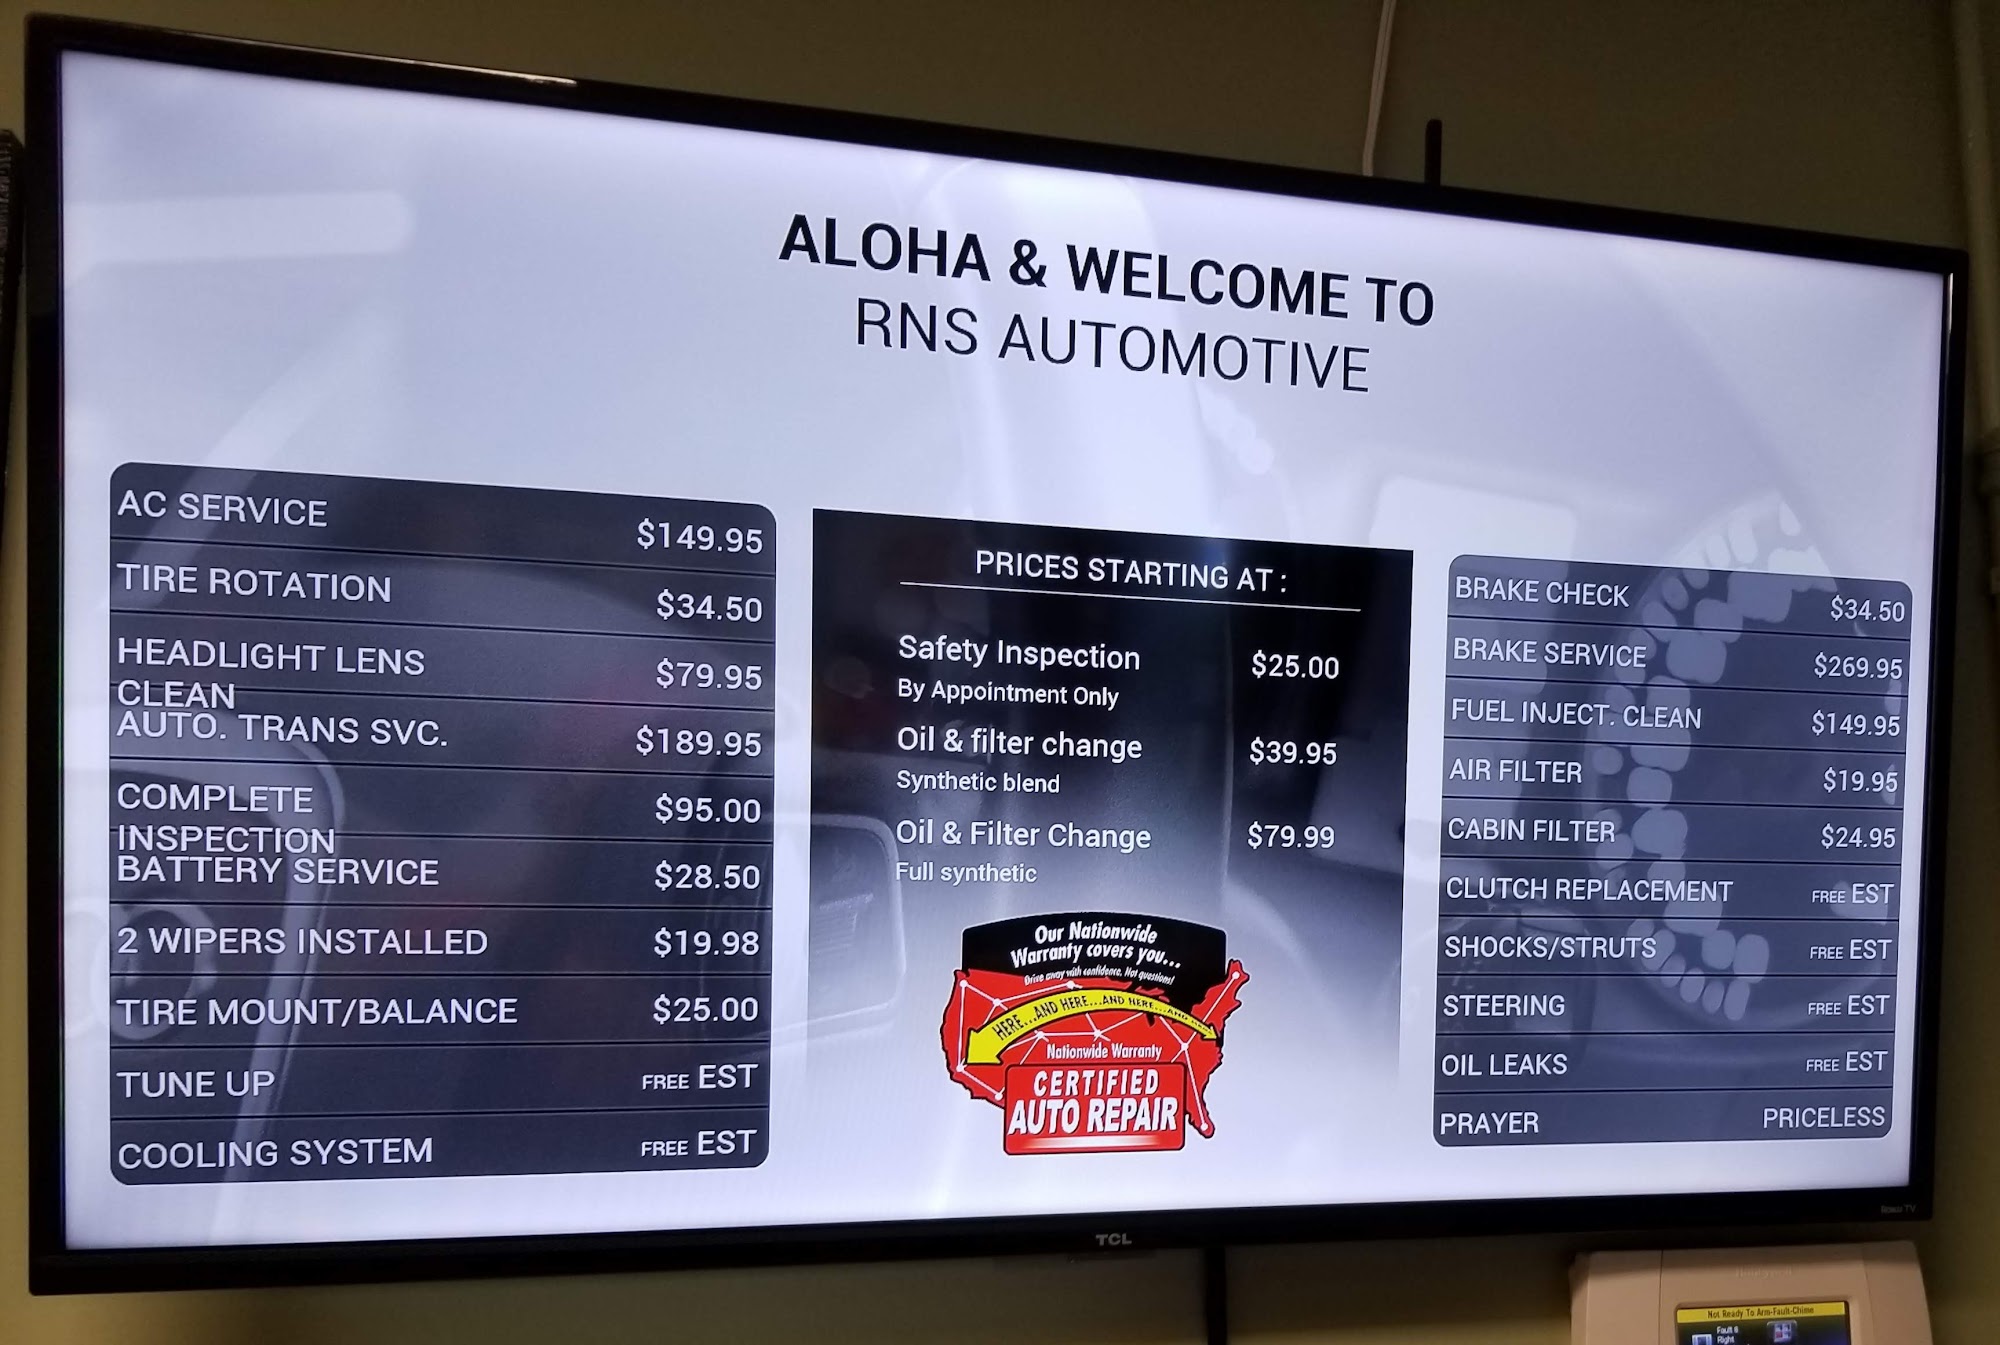 ALOHA & WELCOME TO
RNS AUTOMOTIVE
AC SERVICE $149.95
TIRE ROTATION $34.50
HEADLIGHT LENS $79.95
CLEAN
AUTO. TRANS SVC. $189.95
COMPLETE $95.00
INSPECTION
BATTERY SERVICE $28.50
2 WIPERS INSTALLED $19.98
TIRE MOUNT/BALANCE $25.00
TUNE UP FREE EST
COOLING SYSTEM FREE EST
PRICES STARTING AT :
Safety Inspection $25.00
By Appointment Only
Oil & filter change $39.95
Synthetic blend
Oil & Filter Change $79.99
Full synthetic
Our Nationwide
Warranty covers you...
Drive away with confidence. Not questions!
HERE...AND HERE...AND HERE...AND HERE
Nationwide Warranty
CERTIFIED
AUTO REPAIR
BRAKE CHECK $34.50
BRAKE SERVICE $269.95
FUEL INJECT. CLEAN $149.95
AIR FILTER $19.95
CABIN FILTER $24.95
CLUTCH REPLACEMENT FREE EST
SHOCKS/STRUTS FREE EST
STEERING FREE EST
OIL LEAKS FREE EST
PRAYER PRICELESS
TCL
Roku TV
Not Ready To Arm-Fault-Chime
Fault 6
Right